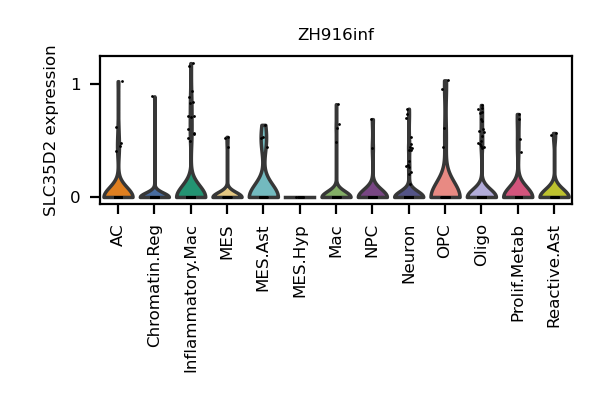 ZH916inf
SLC35D2 expression
1
0
AC
Chromatin.Reg
Inflammatory.Mac
MES
MES.Ast
MES.Hyp
Mac
NPC
Neuron
OPC
Oligo
Prolif.Metab
Reactive.Ast